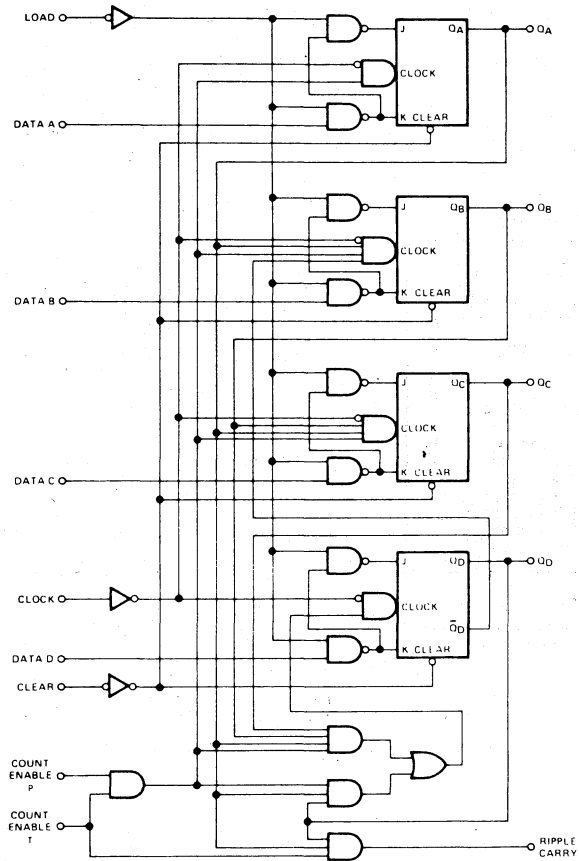 LOAD
J
QA
QA
CLOCK
DATA A
K CLEAR
J
QB
QB
CLOCK
DATA B
K CLEAR
J
QC
QC
CLOCK
DATA C
K CLEAR
J
QD
QD
CLOCK
CLOCK
Q̅D
DATA D
K CLEAR
CLEAR
COUNT
ENABLE
P
COUNT
ENABLE
T
RIPPLE
CARRY